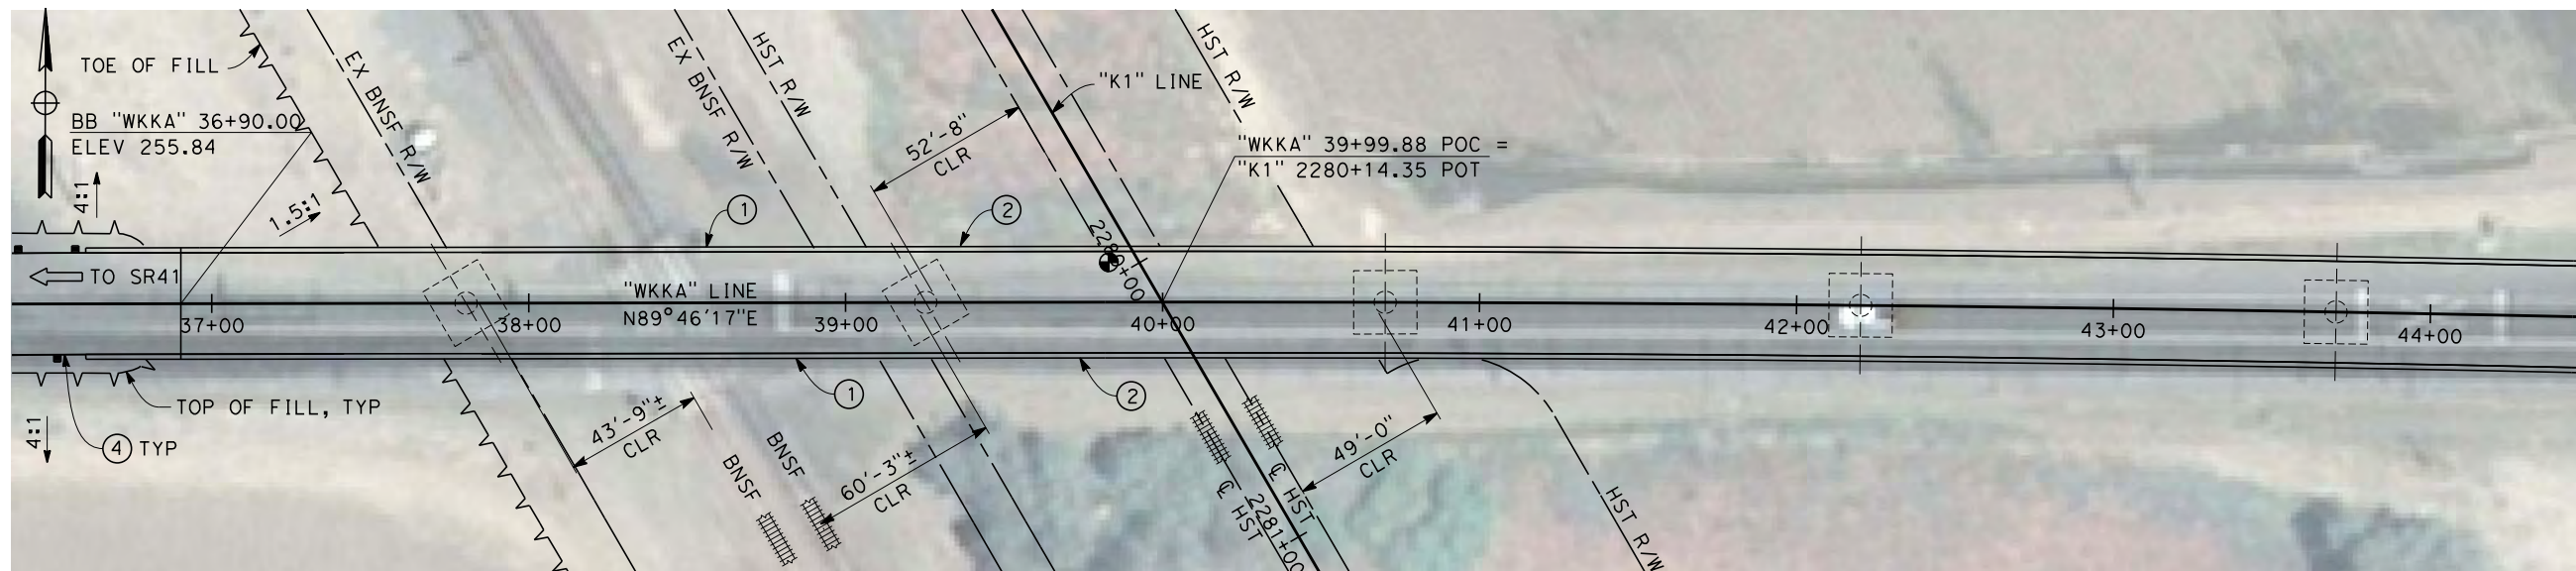 TOE OF FILL
BB "WKKA" 36+90.00
ELEV 255.84
4:1
1.5:1
EX BNSF R/W
EX BNSF R/W
HST R/W
52'-8"
CLR
"K1" LINE
HST R/W
"WKKA" 39+99.88 POC =
"K1" 2280+14.35 POT
1
2
2280+00
TO SR41
"WKKA" LINE
N89°46'17"E
37+00
38+00
39+00
40+00
41+00
42+00
43+00
44+00
TOP OF FILL, TYP
4:1
4 TYP
43'-9"±
CLR
BNSF
BNSF
60'-3"±
CLR
1
2
℄ HST
℄ HST
2281+00
49'-0"
CLR
HST R/W